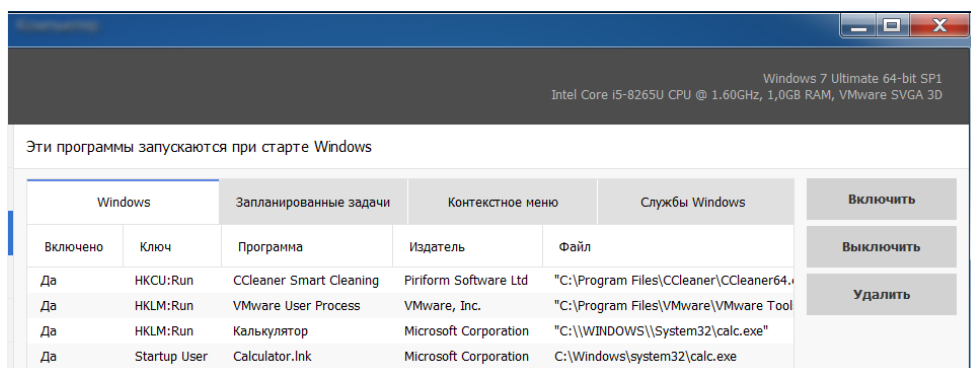 Windows 7 Ultimate 64-bit SP1
Intel Core i5-8265U CPU @ 1.60GHz, 1,0GB RAM, VMware SVGA 3D
Эти программы запускаются при старте Windows
Windows Запланированные задачи Контекстное меню Службы Windows Включить
Включено Ключ Программа Издатель Файл Выключить
Да HKCU:Run CCleaner Smart Cleaning Piriform Software Ltd "C:\Program Files\CCleaner\CCleaner64.
Удалить
Да HKLM:Run VMware User Process VMware, Inc. "C:\Program Files\VMware\VMware Tool
Да HKLM:Run Калькулятор Microsoft Corporation "C:\\WINDOWS\\System32\calc.exe"
Да Startup User Calculator.lnk Microsoft Corporation C:\Windows\system32\calc.exe